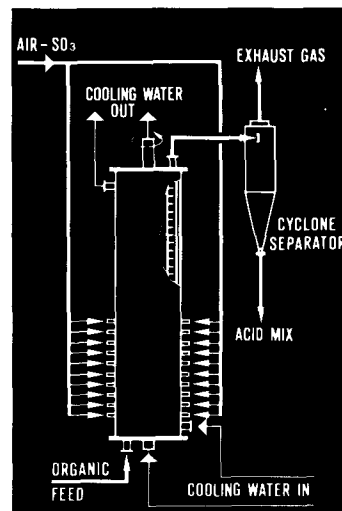 AIR-SO₃
EXHAUST GAS
COOLING WATER
OUT
CYCLONE
SEPARATOR
ACID MIX
ORGANIC
FEED
COOLING WATER IN